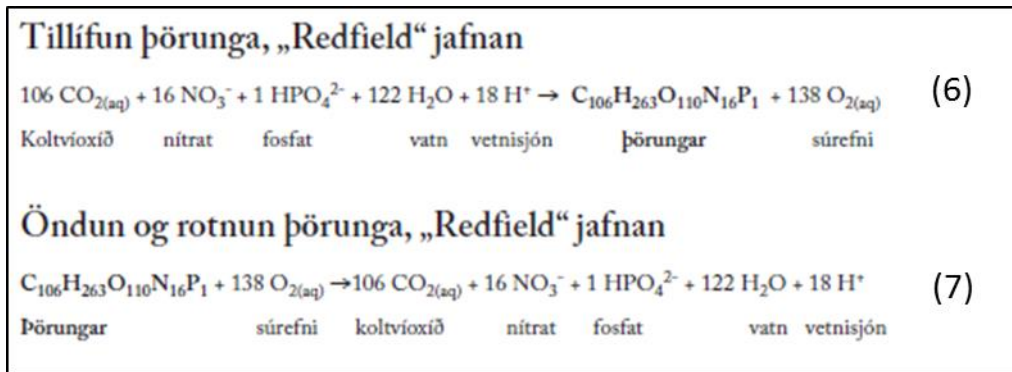 Tillífun þörunga, „Redfield“ jafnan
106 CO₂₍aq₎ + 16 NO₃⁻ + 1 HPO₄²⁻ + 122 H₂O + 18 H⁺ → C₁₀₆H₂₆₃O₁₁₀N₁₆P₁ + 138 O₂₍aq₎ (6)
Koltvíoxíð nítrat fosfat vatn vetnisjón þörungar súrefni
Öndun og rotnun þörunga, „Redfield“ jafnan
C₁₀₆H₂₆₃O₁₁₀N₁₆P₁ + 138 O₂₍aq₎ →106 CO₂₍aq₎ + 16 NO₃⁻ + 1 HPO₄²⁻ + 122 H₂O + 18 H⁺ (7)
Þörungar súrefni koltvíoxíð nítrat fosfat vatn vetnisjón